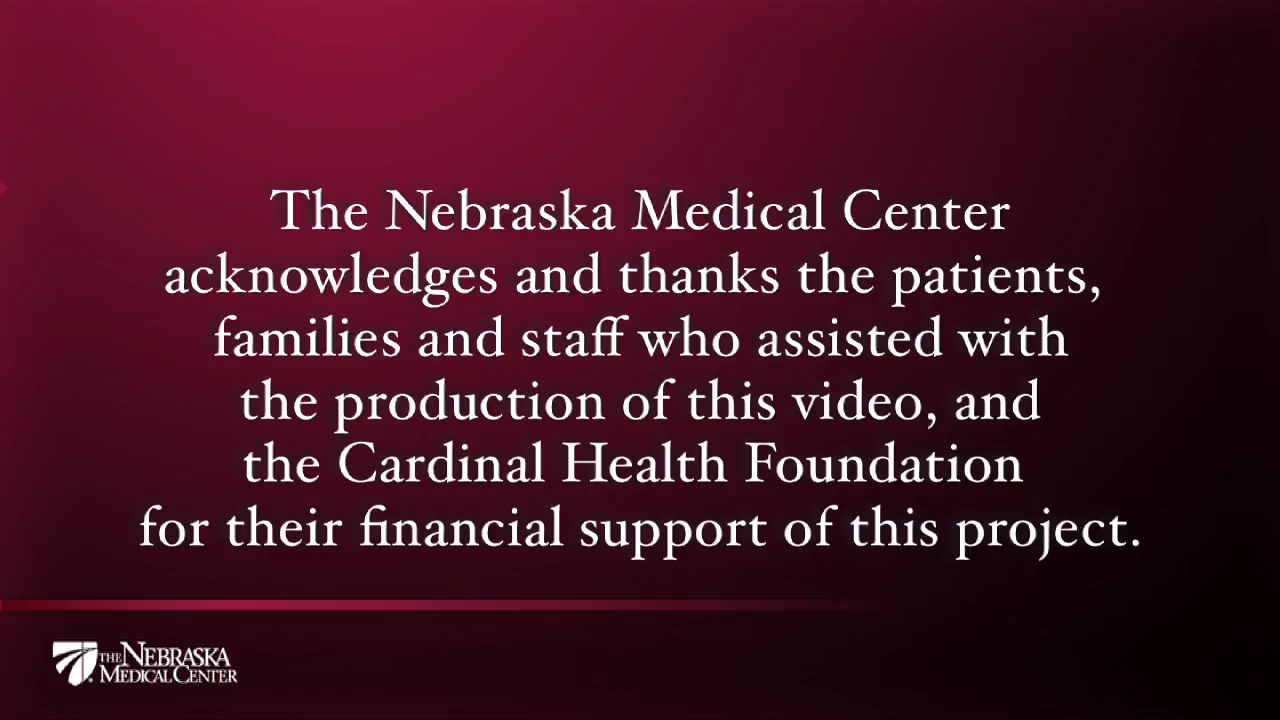 The Nebraska Medical Center
acknowledges and thanks the patients,
families and staff who assisted with
the production of this video, and
the Cardinal Health Foundation
for their financial support of this project.
THE NEBRASKA
MEDICAL CENTER